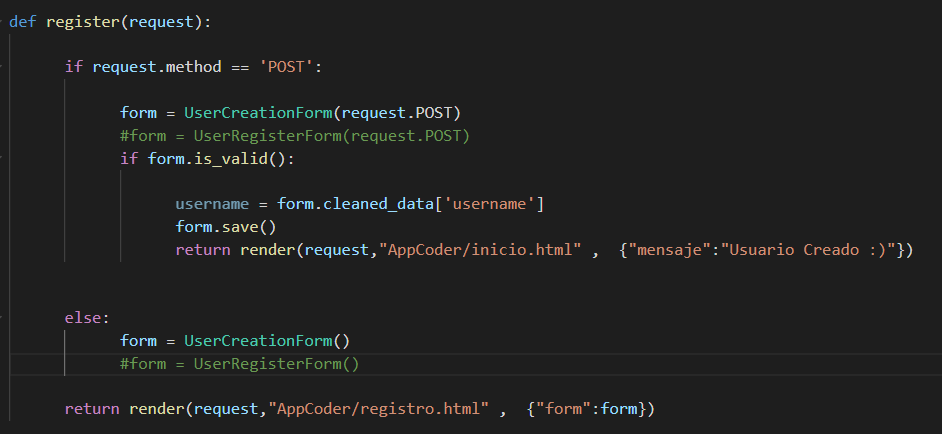 def register(request):
if request.method == 'POST':
form = UserCreationForm(request.POST)
#form = UserRegisterForm(request.POST)
if form.is_valid():
username = form.cleaned_data['username']
form.save()
return render(request,"AppCoder/inicio.html" ,  {"mensaje":"Usuario Creado :)"})
else:
form = UserCreationForm()
#form = UserRegisterForm()
return render(request,"AppCoder/registro.html" ,  {"form":form})